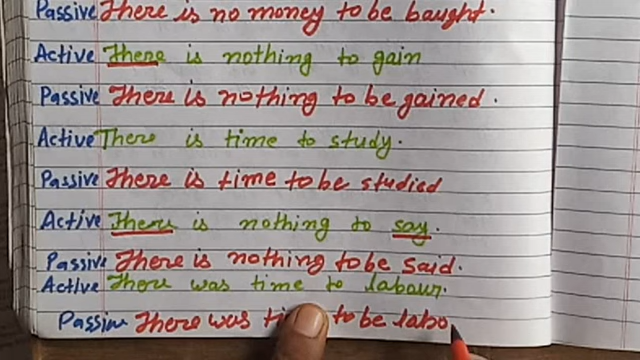 Passive There is no money to be baught.
Active There is nothing to gain
Passive There is nothing to be gained.
Active There is time to study.
Passive There is time to be studied
Active There is nothing to say.
Passive There is nothing to be said.
Active There was time to labour.
Passive There was to be labo